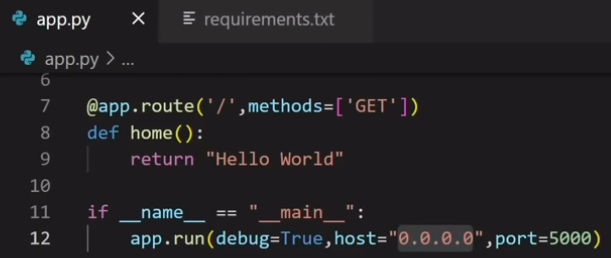 app.py × requirements.txt
app.py > ...
6
7 @app.route('/',methods=['GET'])
8 def home():
9     return "Hello World"
10
11 if __name__ == "__main__":
12     app.run(debug=True,host="0.0.0.0",port=5000)